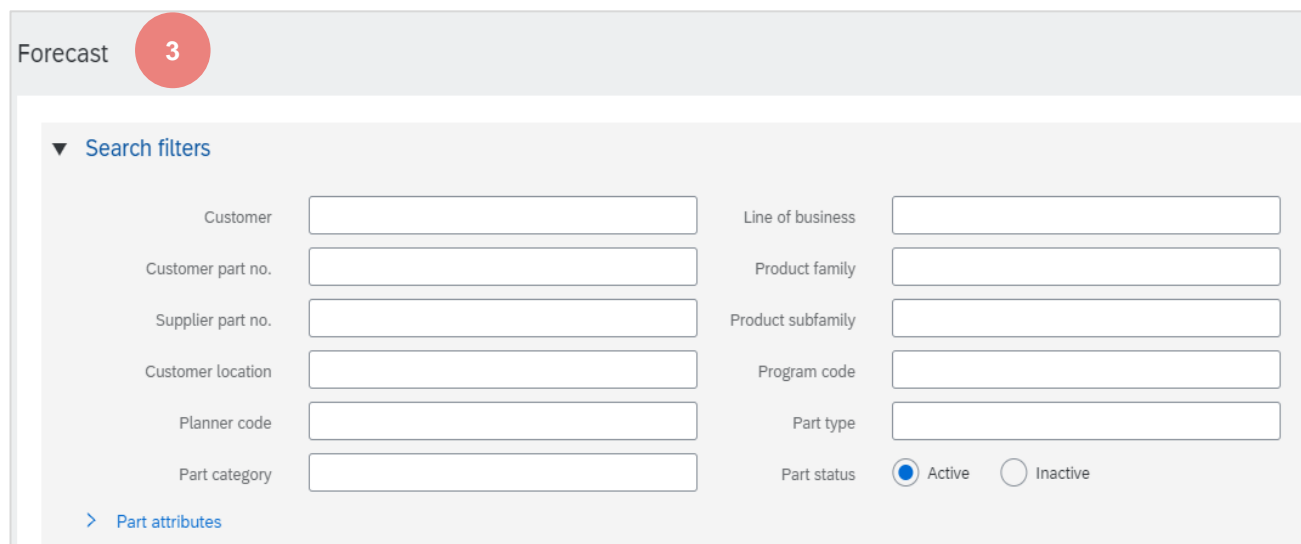 Forecast 3
Search filters
Customer Line of business
Customer part no. Product family
Supplier part no. Product subfamily
Customer location Program code
Planner code Part type
Part category Part status Active Inactive
Part attributes